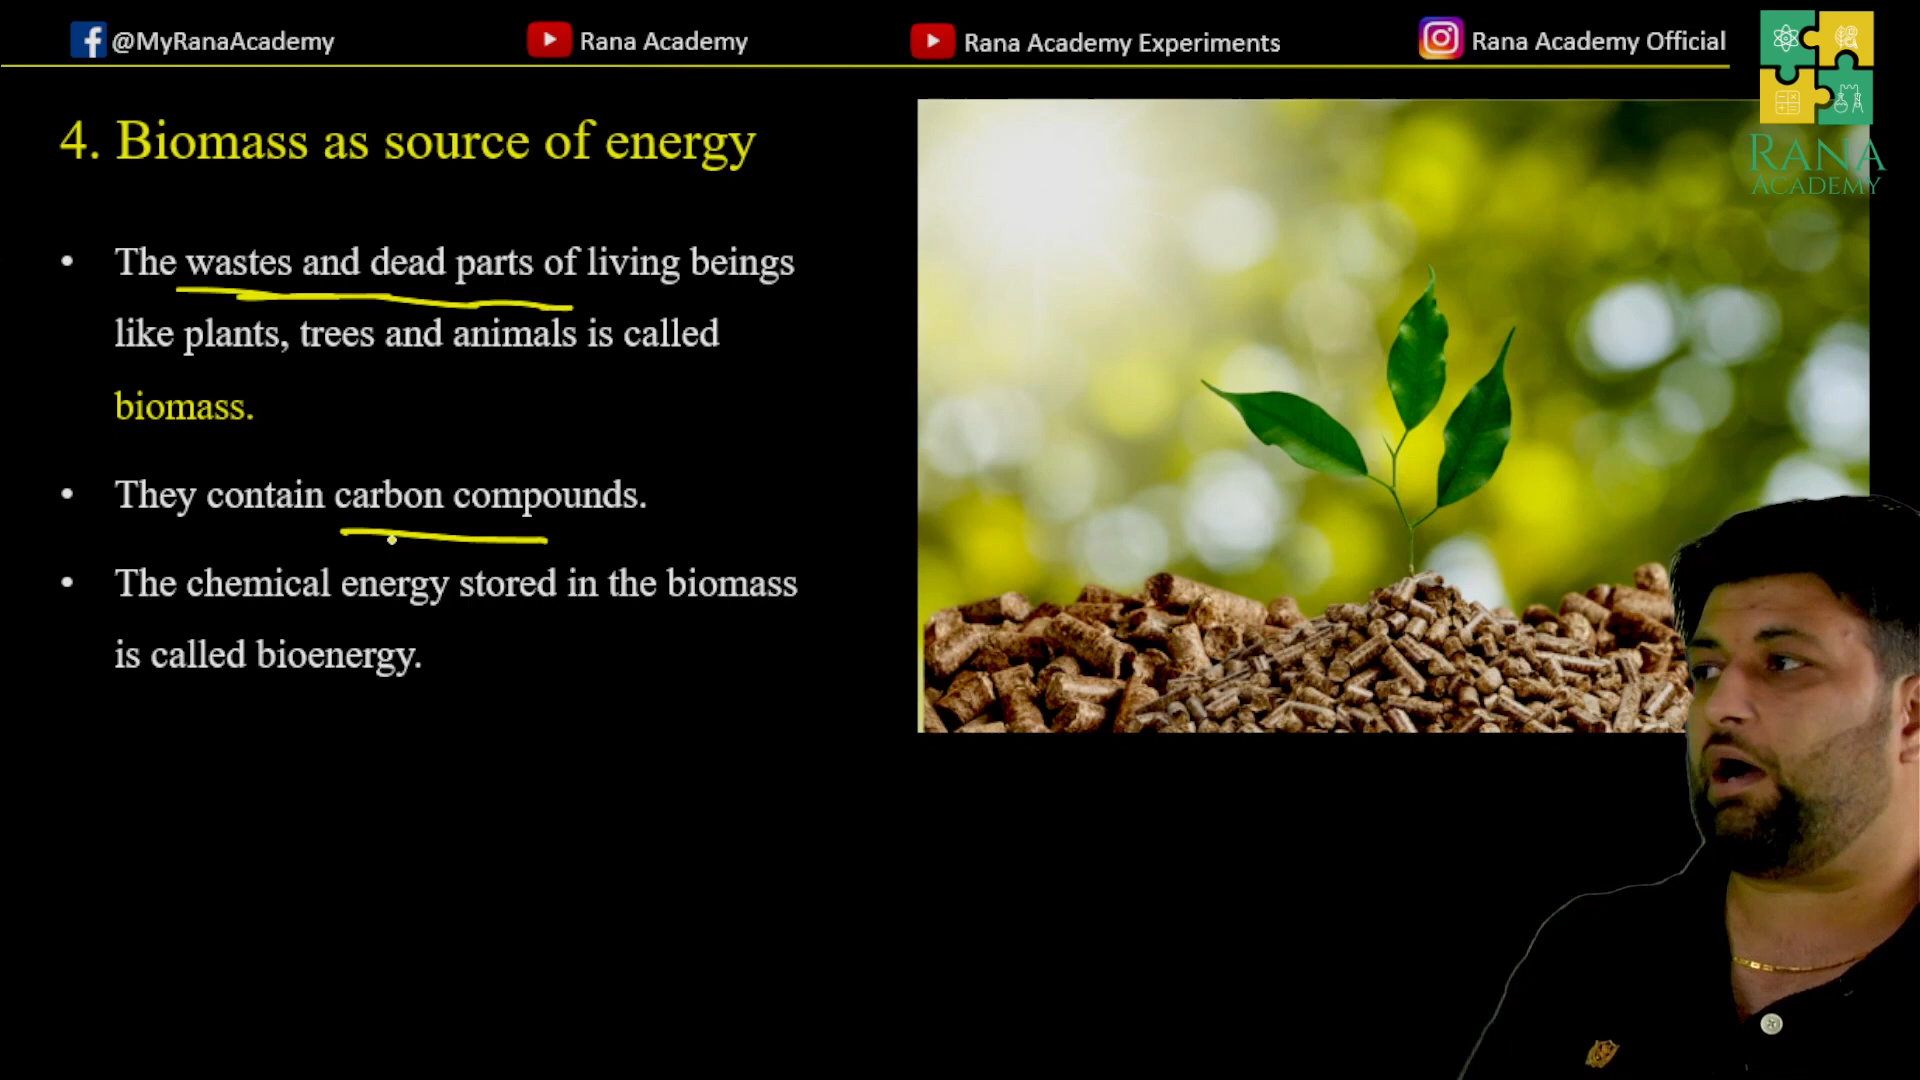 @MyRanaAcademy
Rana Academy
Rana Academy Experiments
Rana Academy Official
RANA
ACADEMY
4. Biomass as source of energy
• The wastes and dead parts of living beings
like plants, trees and animals is called
biomass.
• They contain carbon compounds.
• The chemical energy stored in the biomass
is called bioenergy.